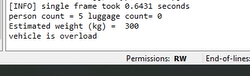 [INFO] single frame took 0.6431 seconds
person count = 5 luggage count= 0
Estimated weight (kg) =  300
vehicle is overload
Permissions: RW End-of-lines: